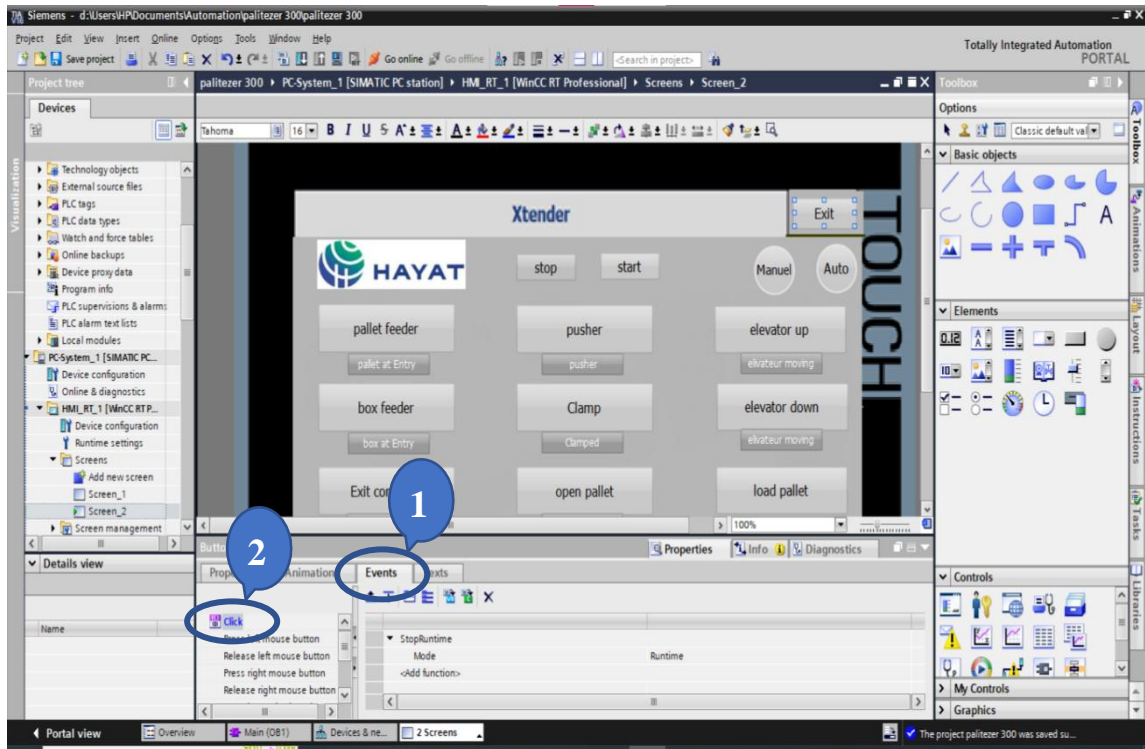 Siemens - d:\Users\HP\Documents\Automation\palitezer 300\palitezer 300
Project Edit View Insert Online Options Tools Window Help
Totally Integrated Automation
PORTAL
Save project Go online Go offline <Search in project>
Project tree
palitezer 300 PC-System_1 [SIMATIC PC station] HMI_RT_1 [WinCC RT Professional] Screens Screen_2
Toolbox
Devices
Options
Tahoma 16 B I U S A
Classic default val
Visualization
Technology objects
External source files
PLC tags
PLC data types
Watch and force tables
Online backups
Device proxy data
Program info
PLC supervisions & alarms
PLC alarm text lists
Local modules
PC-System_1 [SIMATIC PC...
Device configuration
Online & diagnostics
HMI_RT_1 [WinCC RT P...
Device configuration
Runtime settings
Screens
Add new screen
Screen_1
Screen_2
Screen management
Details view
Name
Xtender
Exit
TOUCH
HAYAT
stop start
Manuel Auto
pallet feeder pusher elevator up
pallet at Entry pusher elvateur moving
box feeder Clamp elevator down
box at Entry Clamped elvateur moving
open pallet load pallet
1
2
100%
Properties Info Diagnostics
Events
Click
Press left mouse button
Release left mouse button
Press right mouse button
Release right mouse button
StopRuntime
Mode Runtime
<Add function>
Basic objects
A
Elements
0.12
10
Controls
My Controls
Graphics
Toolbox
Animations
Layout
Instructions
Tasks
Libraries
Portal view Overview Main (OB1) Devices & ne... 2 Screens
The project palitezer 300 was saved su...